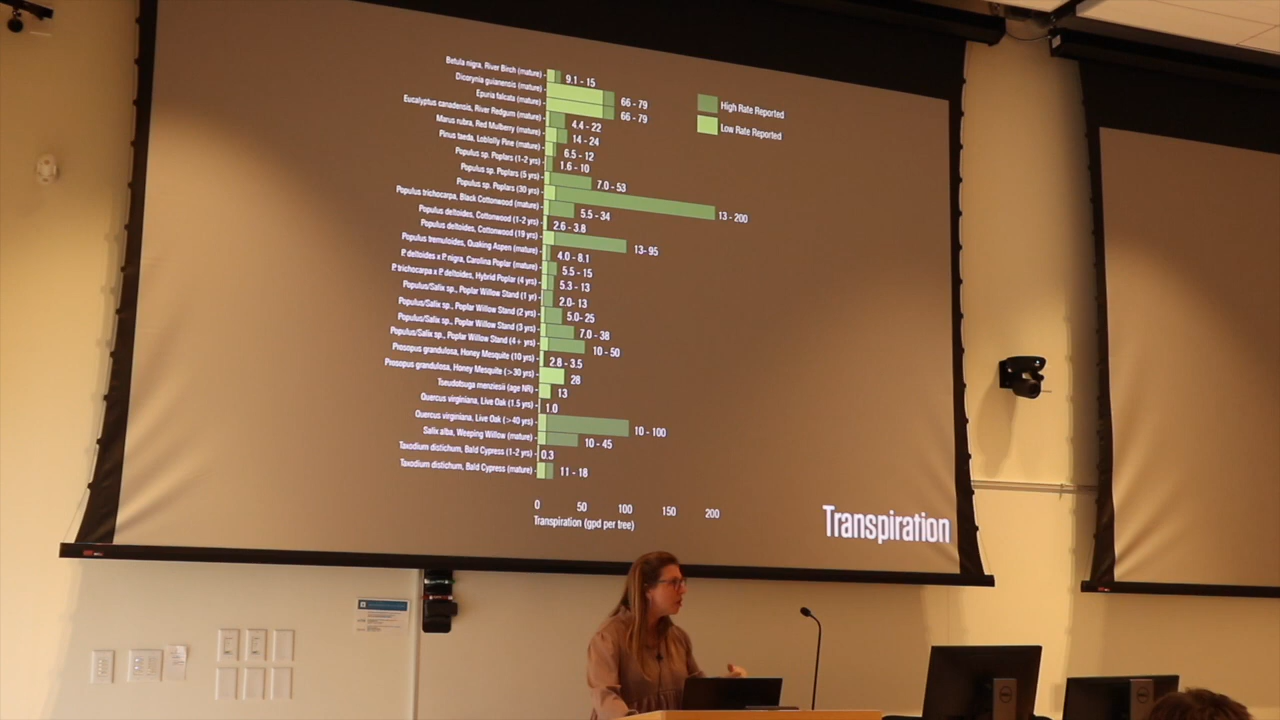 Betula nigra, River Birch (mature) 9.1 - 15
Dicorynia guianensis (mature) 66 - 79
Epuria falcata (mature) 66 - 79
Eucalyptus canadensis, River Redgum (mature) 4.4 - 22
Marus rubra, Red Mulberry (mature) 14 - 24
Pinus taeda, Loblolly Pine (mature) 6.5 - 12
Populus sp. Poplars (1-2 yrs) 1.6 - 10
Populus sp. Poplars (5 yrs) 7.0 - 53
Populus sp. Poplars (30 yrs) 13 - 200
Populus trichocarpa, Black Cottonwood (mature) 5.5 - 34
Populus deltoides, Cottonwood (1-2 yrs) 2.6 - 3.8
Populus deltoides, Cottonwood (19 yrs) 13- 95
Populus tremuloides, Quaking Aspen (mature) 4.0 - 8.1
P. deltoides x P. nigra, Carolina Poplar (mature) 5.5 - 15
P. trichocarpa x P. deltoides, Hybrid Poplar (4 yrs) 5.3 - 13
Populus/Salix sp., Poplar Willow Stand (1 yr) 2.0- 13
Populus/Salix sp., Poplar Willow Stand (2 yrs) 5.0- 25
Populus/Salix sp., Poplar Willow Stand (3 yrs) 7.0 - 38
Populus/Salix sp., Poplar Willow Stand (4+ yrs) 10 - 50
Prosopus grandulosa, Honey Mesquite (10 yrs) 2.8 - 3.5
Prosopus grandulosa, Honey Mesquite (>30 yrs) 28
Tseudotsuga menziesii (age NR) 13
Quercus virginiana, Live Oak (1.5 yrs) 1.0
Quercus virginiana, Live Oak (>40 yrs) 10 - 100
Salix alba, Weeping Willow (mature) 10 - 45
Taxodium distichum, Bald Cypress (1-2 yrs) 0.3
Taxodium distichum, Bald Cypress (mature) 11 - 18
High Rate Reported
Low Rate Reported
0 50 100 150 200
Transpiration (gpd per tree)
Transpiration
DELL